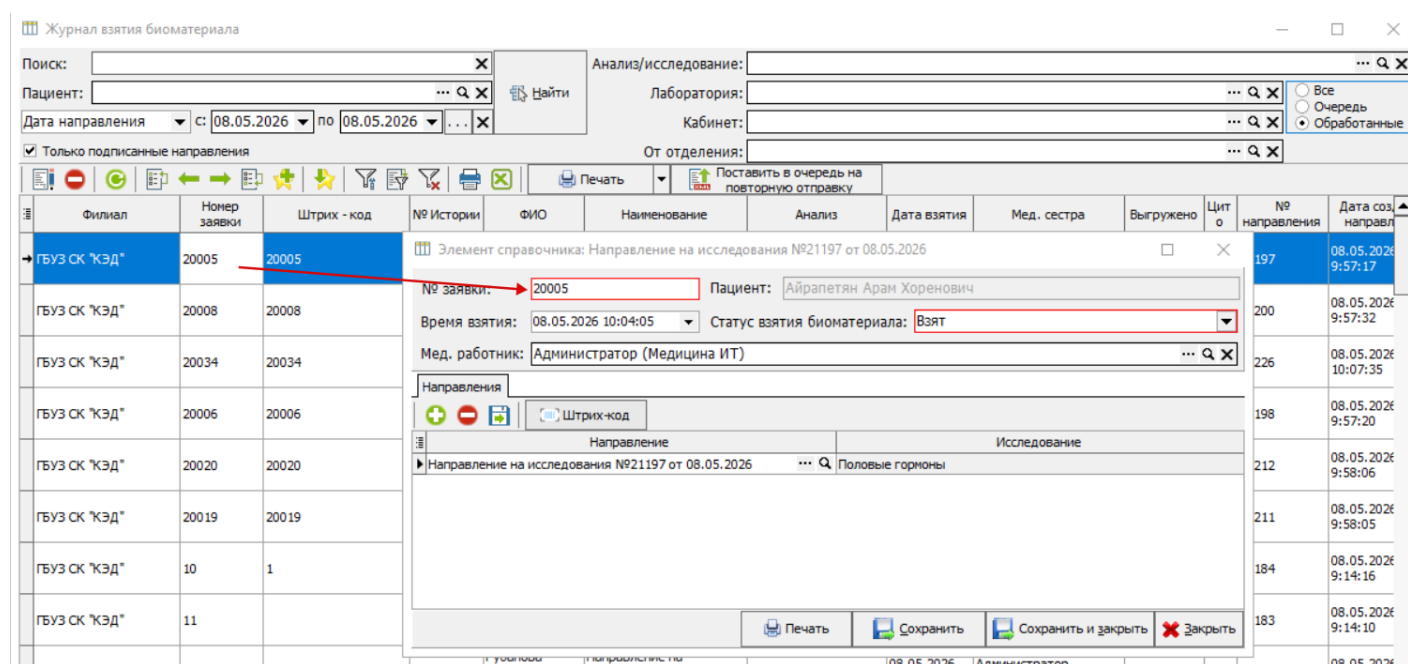 Журнал взятия биоматериала
Поиск:
Анализ/исследование:
Пациент:
Найти
Лаборатория:
Все
Очередь
Обработанные
Дата направления с: 08.05.2026 по 08.05.2026 ...
Кабинет:
Только подписанные направления
От отделения:
Печать
Поставить в очередь на повторную отправку
Филиал Номер заявки Штрих - код № Истории ФИО Наименование Анализ Дата взятия Мед. сестра Выгружено Цито № направления Дата соз, направл
ГБУЗ СК "КЭД" 20005 20005 197 08.05.2026 9:57:17
ГБУЗ СК "КЭД" 20008 20008 200 08.05.2026 9:57:32
ГБУЗ СК "КЭД" 20034 20034 226 08.05.2026 10:07:35
ГБУЗ СК "КЭД" 20006 20006 198 08.05.2026 9:57:20
ГБУЗ СК "КЭД" 20020 20020 212 08.05.2026 9:58:06
ГБУЗ СК "КЭД" 20019 20019 211 08.05.2026 9:58:05
ГБУЗ СК "КЭД" 10 1 184 08.05.2026 9:14:16
ГБУЗ СК "КЭД" 11 183 08.05.2026 9:14:10
Элемент справочника: Направление на исследования №21197 от 08.05.2026
№ заявки: 20005 Пациент: Айрапетян Арам Хоренович
Время взятия: 08.05.2026 10:04:05 Статус взятия биоматериала: Взят
Мед. работник: Администратор (Медицина ИТ)
Направления
Штрих-код
Направление Исследование
Направление на исследования №21197 от 08.05.2026 Половые гормоны
Печать Сохранить Сохранить и закрыть Закрыть